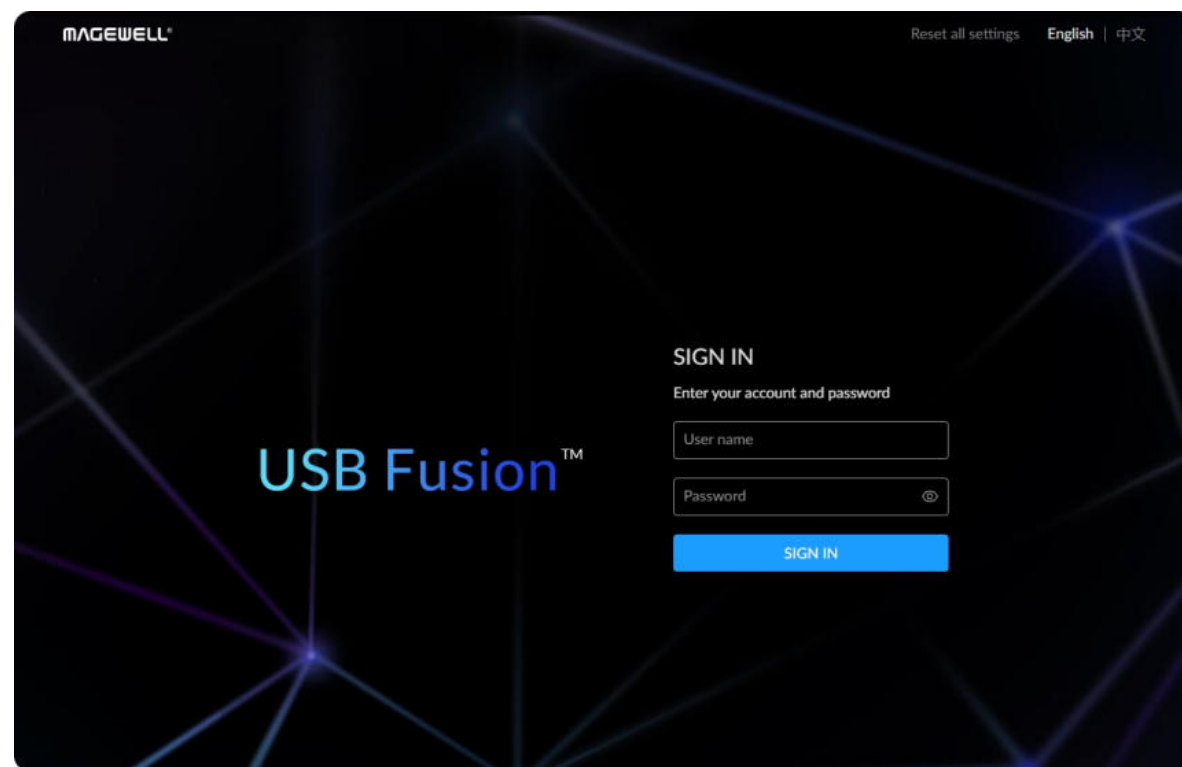 MAGEWELL®
Reset all settings English | 中文
SIGN IN
Enter your account and password
User name
USB Fusion™
Password
SIGN IN